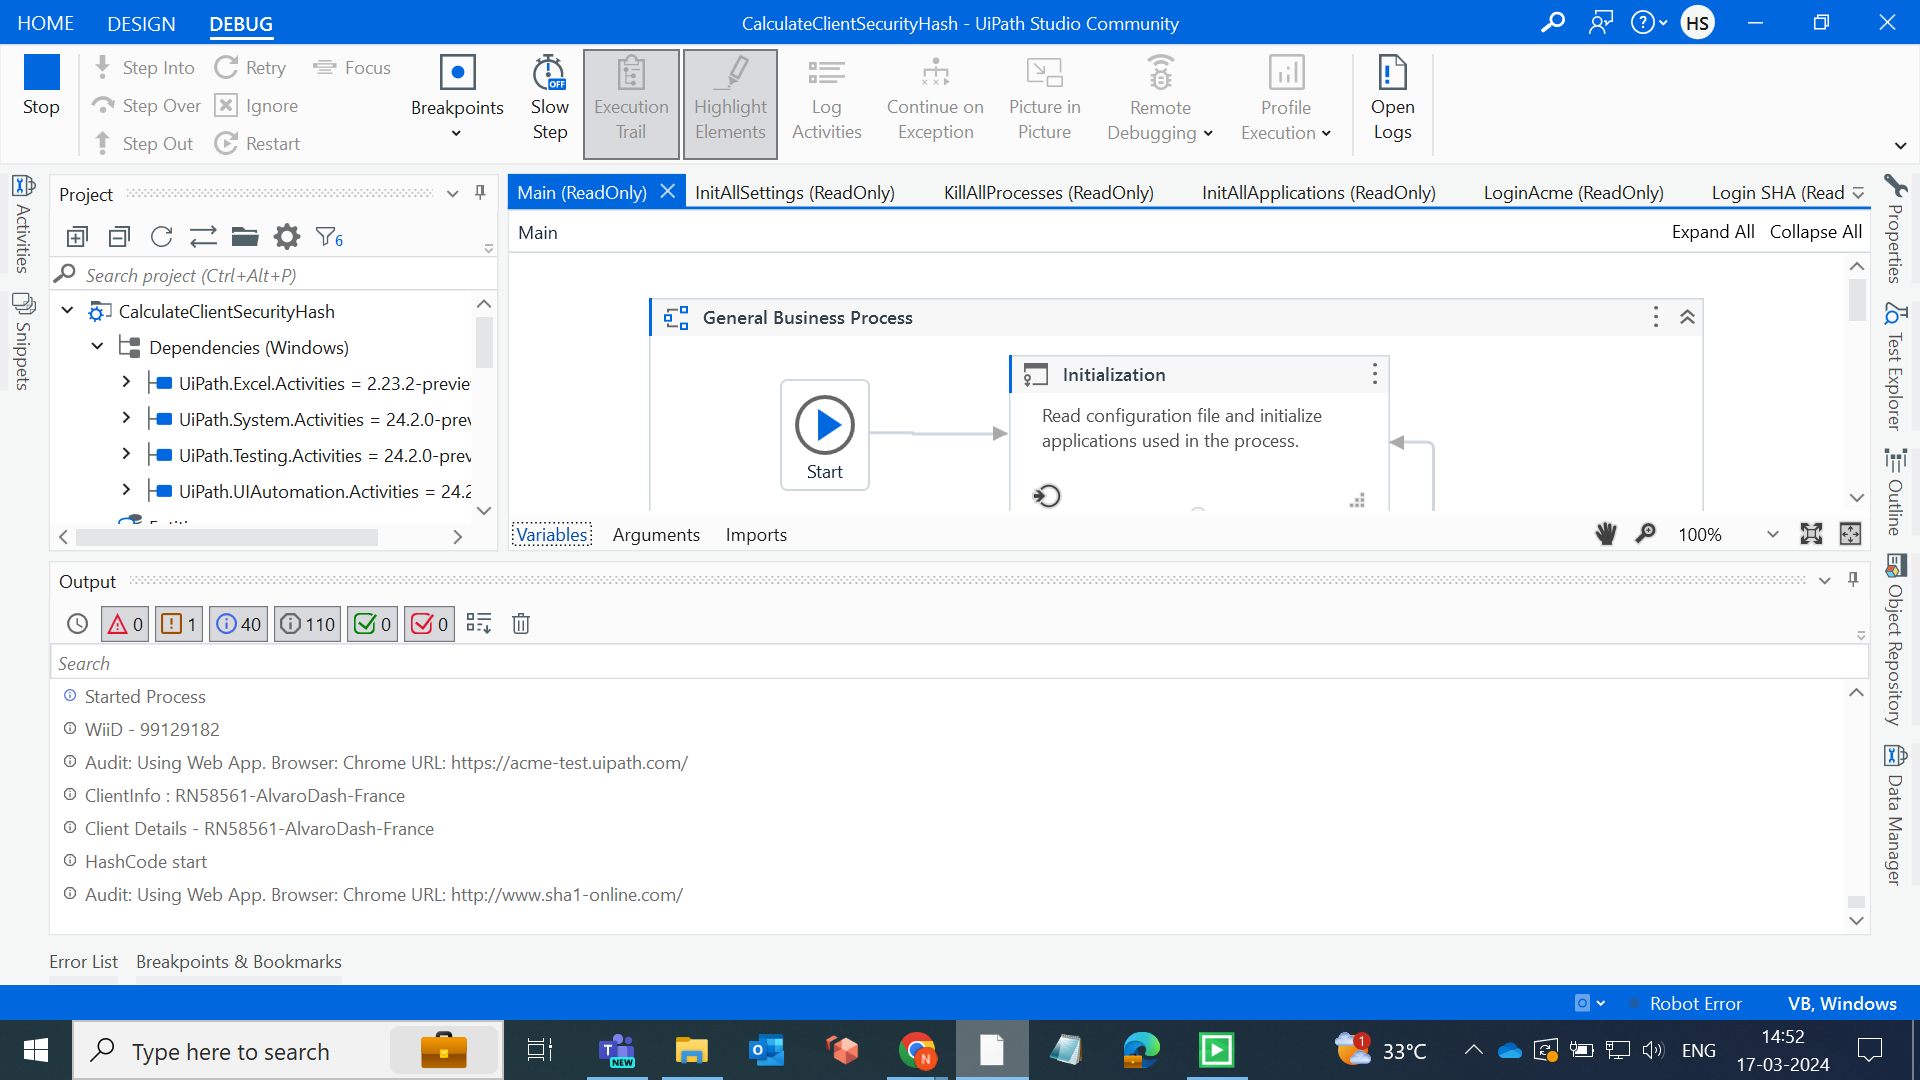 HOME DESIGN DEBUG
CalculateClientSecurityHash - UiPath Studio Community
HS
Stop
Step Into
Step Over
Step Out
Retry
Ignore
Restart
Focus
Breakpoints
OFF
Slow
Step
Execution
Trail
Highlight
Elements
Log
Activities
Continue on
Exception
Picture in
Picture
Remote
Debugging
Profile
Execution
Open
Logs
Activities
Snippets
Project
6
Search project (Ctrl+Alt+P)
CalculateClientSecurityHash
Dependencies (Windows)
UiPath.Excel.Activities = 2.23.2-previe
UiPath.System.Activities = 24.2.0-prev
UiPath.Testing.Activities = 24.2.0-prev
UiPath.UIAutomation.Activities = 24.2
Main (ReadOnly) InitAllSettings (ReadOnly) KillAllProcesses (ReadOnly) InitAllApplications (ReadOnly) LoginAcme (ReadOnly) Login SHA (Read
Main
Expand All Collapse All
General Business Process
Start
Initialization
Read configuration file and initialize
applications used in the process.
Variables Arguments Imports
100%
Properties
Test Explorer
Outline
Object Repository
Data Manager
Output
0 1 40 110 0 0
Search
Started Process
WiiD - 99129182
Audit: Using Web App. Browser: Chrome URL: https://acme-test.uipath.com/
ClientInfo : RN58561-AlvaroDash-France
Client Details - RN58561-AlvaroDash-France
HashCode start
Audit: Using Web App. Browser: Chrome URL: http://www.sha1-online.com/
Error List Breakpoints & Bookmarks
Robot Error VB, Windows
Type here to search
NEW
N
1
33°C
ENG
14:52
17-03-2024